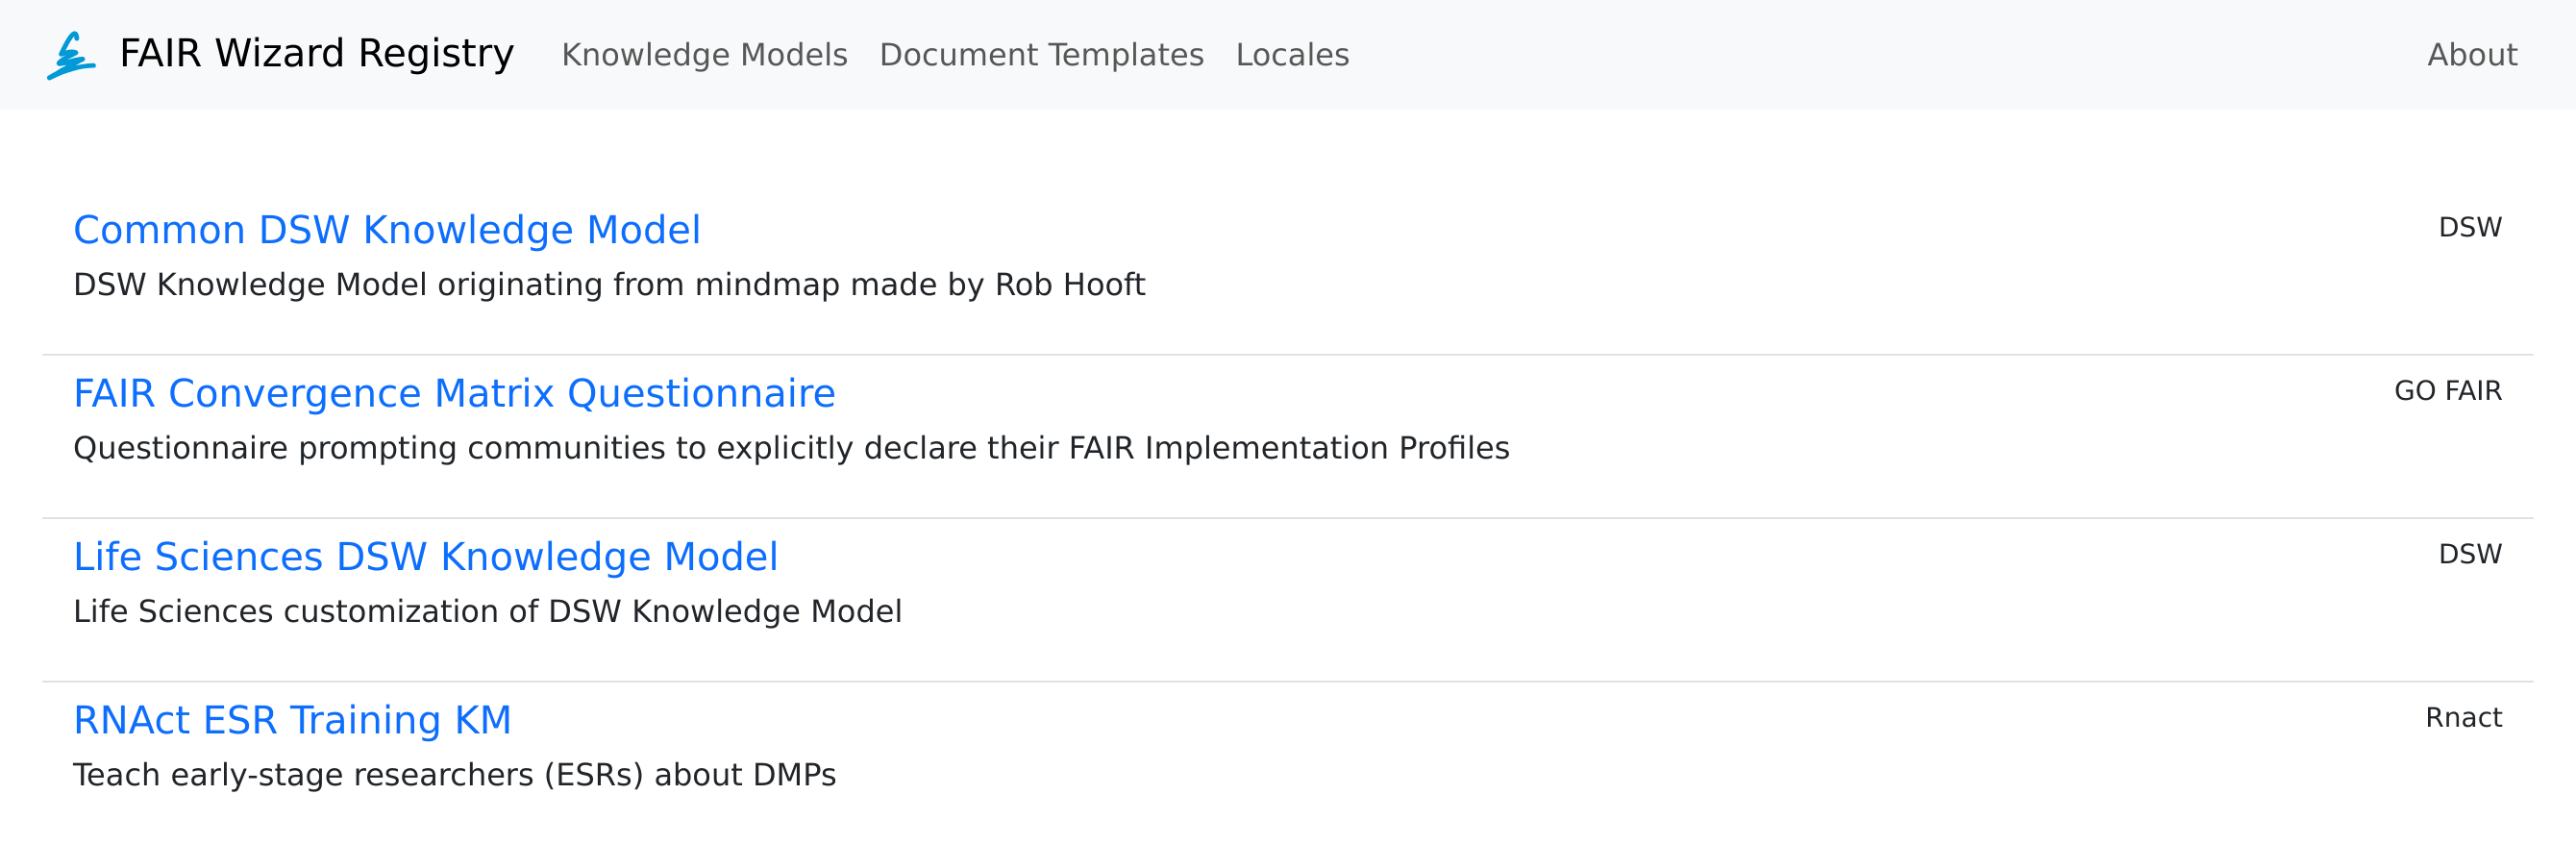 FAIR Wizard Registry Knowledge Models Document Templates Locales About
Common DSW Knowledge Model DSW
DSW Knowledge Model originating from mindmap made by Rob Hooft
FAIR Convergence Matrix Questionnaire GO FAIR
Questionnaire prompting communities to explicitly declare their FAIR Implementation Profiles
Life Sciences DSW Knowledge Model DSW
Life Sciences customization of DSW Knowledge Model
RNAct ESR Training KM Rnact
Teach early-stage researchers (ESRs) about DMPs